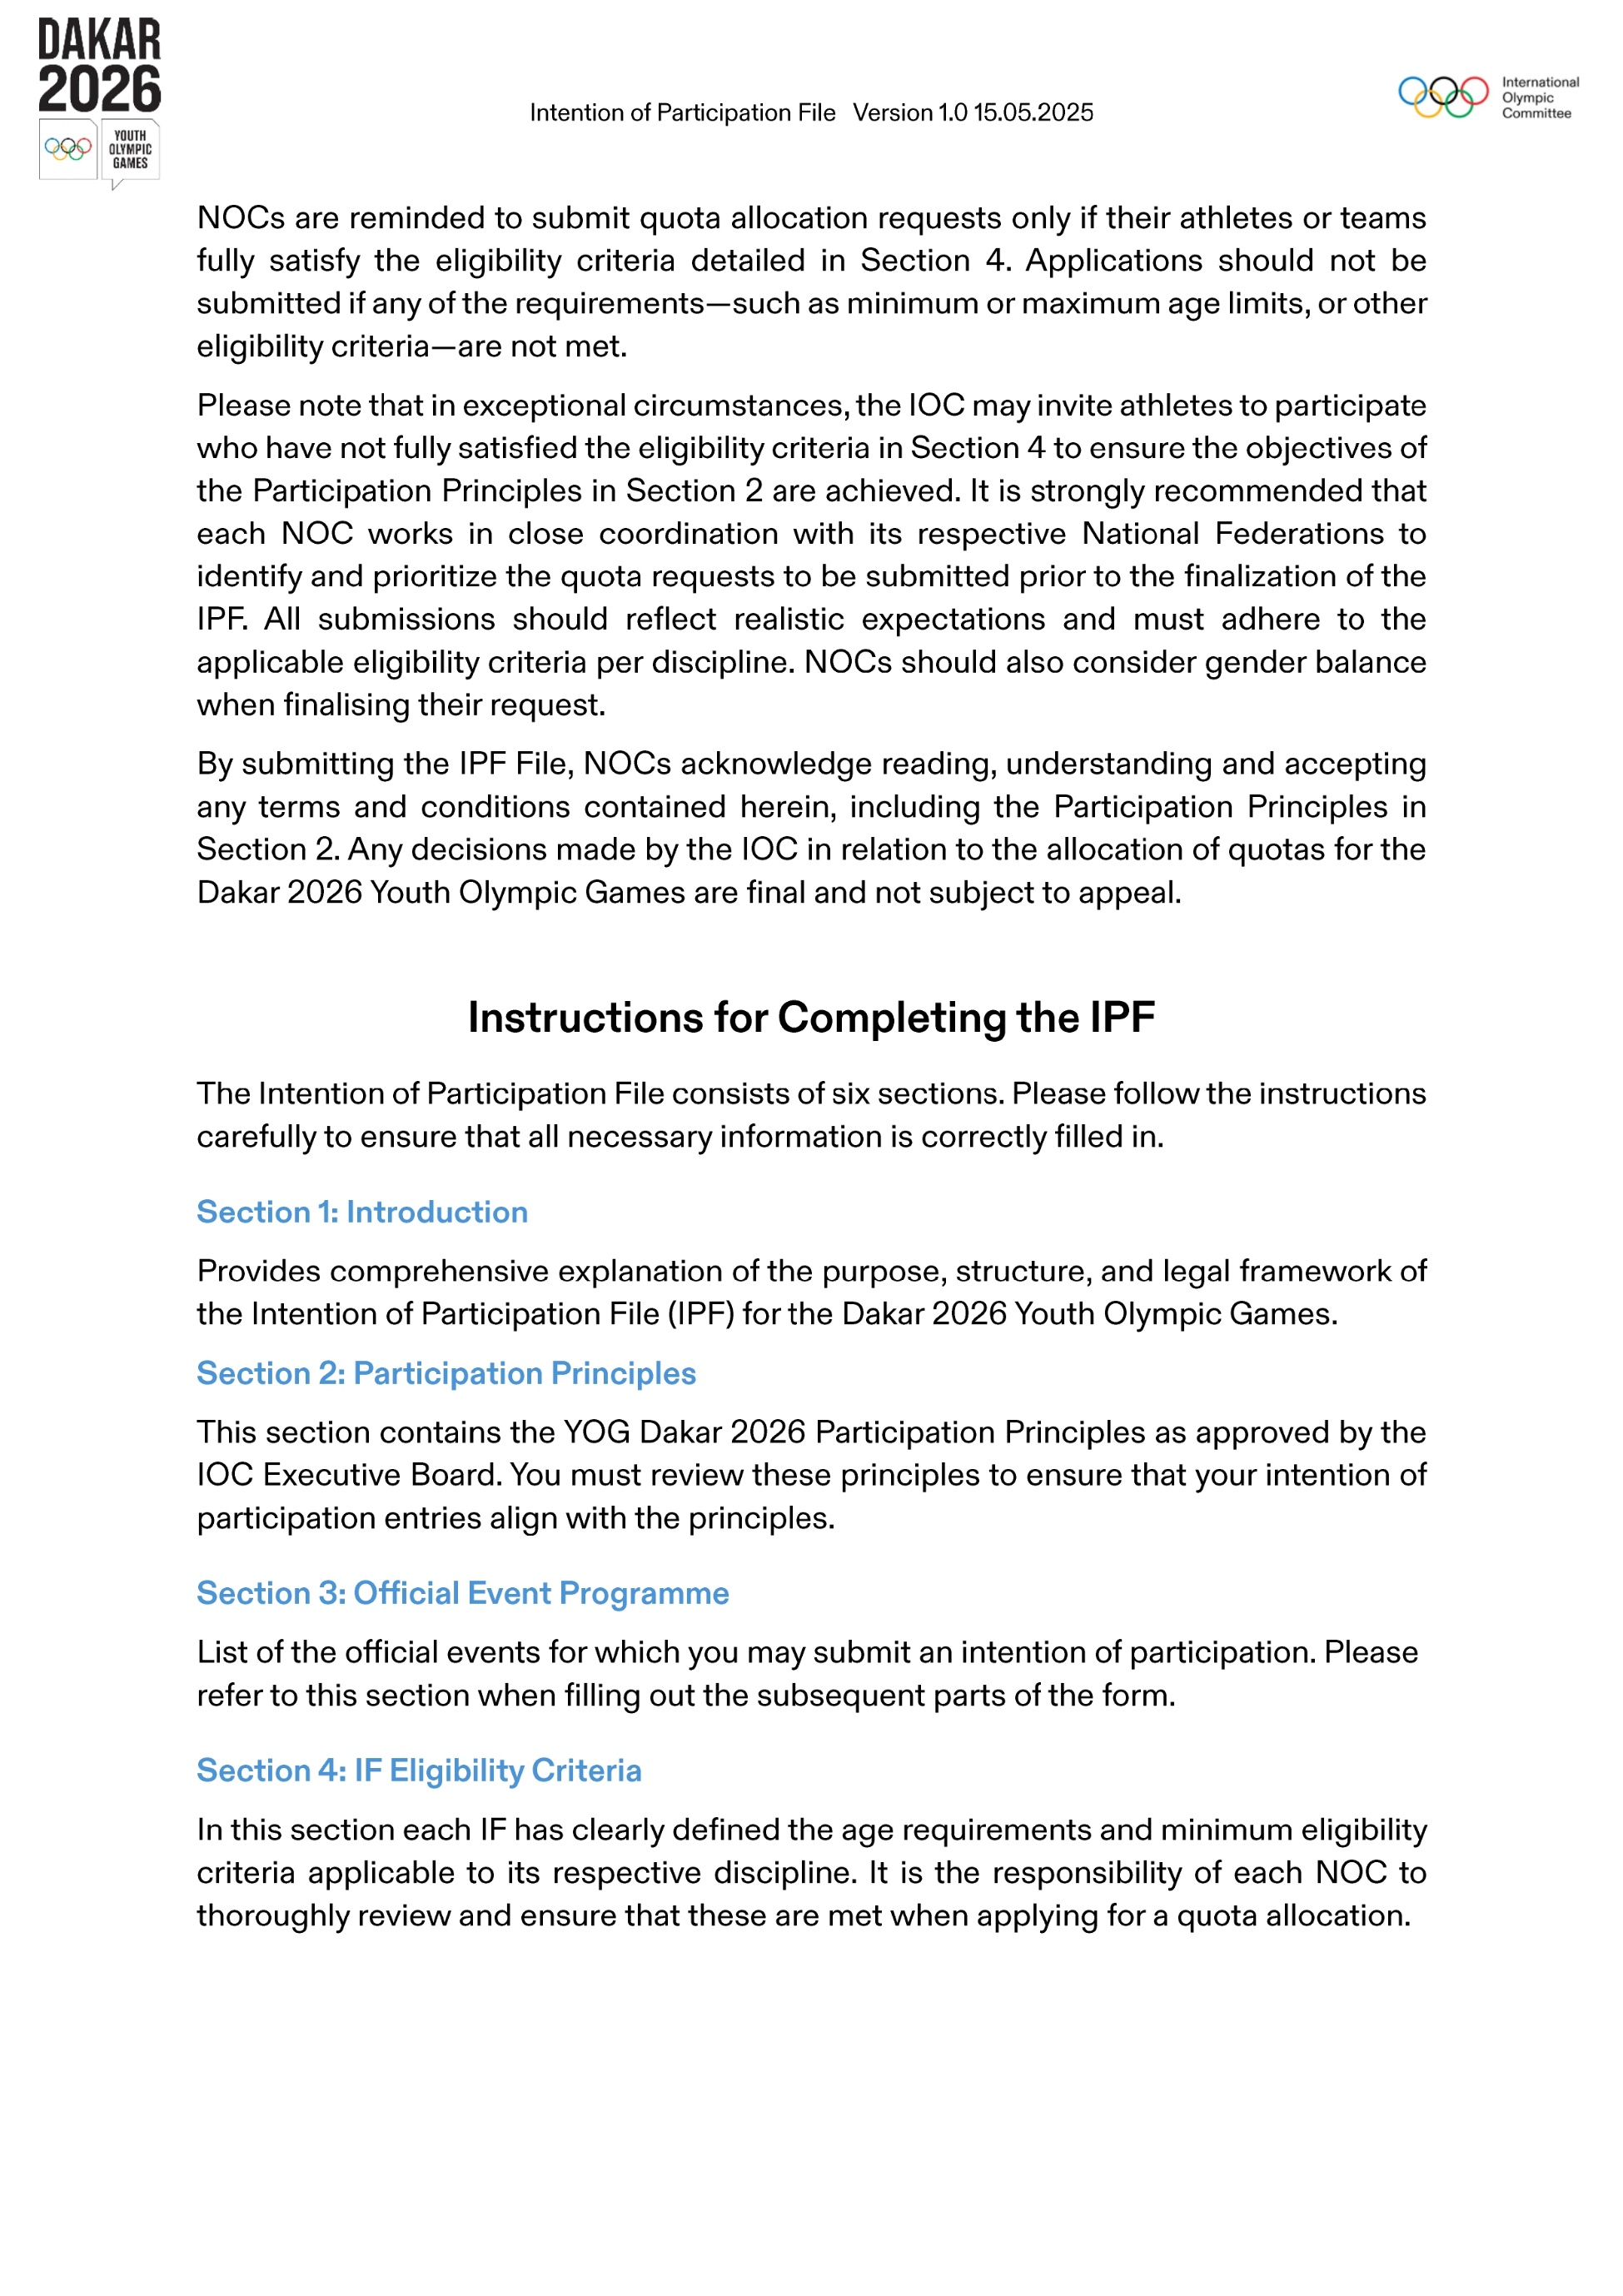 DAKAR
2026
YOUTH
OLYMPIC
GAMES
Intention of Participation File   Version 1.0 15.05.2025
International
Olympic
Committee
NOCs are reminded to submit quota allocation requests only if their athletes or teams
fully satisfy the eligibility criteria detailed in Section 4. Applications should not be
submitted if any of the requirements—such as minimum or maximum age limits, or other
eligibility criteria—are not met.
Please note that in exceptional circumstances, the IOC may invite athletes to participate
who have not fully satisfied the eligibility criteria in Section 4 to ensure the objectives of
the Participation Principles in Section 2 are achieved. It is strongly recommended that
each NOC works in close coordination with its respective National Federations to
identify and prioritize the quota requests to be submitted prior to the finalization of the
IPF. All submissions should reflect realistic expectations and must adhere to the
applicable eligibility criteria per discipline. NOCs should also consider gender balance
when finalising their request.
By submitting the IPF File, NOCs acknowledge reading, understanding and accepting
any terms and conditions contained herein, including the Participation Principles in
Section 2. Any decisions made by the IOC in relation to the allocation of quotas for the
Dakar 2026 Youth Olympic Games are final and not subject to appeal.
Instructions for Completing the IPF
The Intention of Participation File consists of six sections. Please follow the instructions
carefully to ensure that all necessary information is correctly filled in.
Section 1: Introduction
Provides comprehensive explanation of the purpose, structure, and legal framework of
the Intention of Participation File (IPF) for the Dakar 2026 Youth Olympic Games.
Section 2: Participation Principles
This section contains the YOG Dakar 2026 Participation Principles as approved by the
IOC Executive Board. You must review these principles to ensure that your intention of
participation entries align with the principles.
Section 3: Official Event Programme
List of the official events for which you may submit an intention of participation. Please
refer to this section when filling out the subsequent parts of the form.
Section 4: IF Eligibility Criteria
In this section each IF has clearly defined the age requirements and minimum eligibility
criteria applicable to its respective discipline. It is the responsibility of each NOC to
thoroughly review and ensure that these are met when applying for a quota allocation.